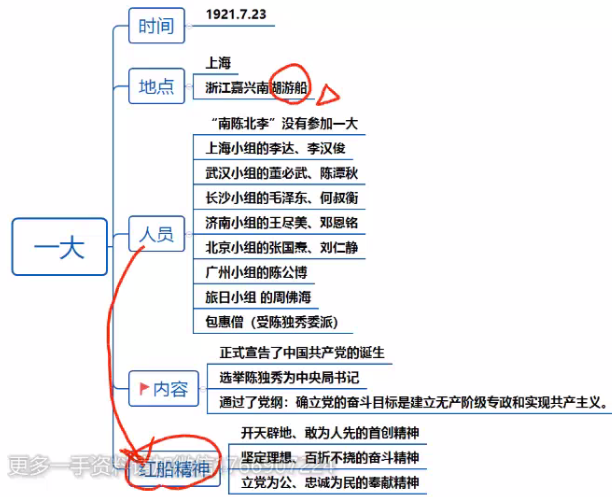 一大
时间
1921.7.23
地点
上海
浙江嘉兴南湖游船
人员
“南陈北李”没有参加一大
上海小组的李达、李汉俊
武汉小组的董必武、陈潭秋
长沙小组的毛泽东、何叔衡
济南小组的王尽美、邓恩铭
北京小组的张国焘、刘仁静
广州小组的陈公博
旅日小组 的周佛海
包惠僧（受陈独秀委派）
内容
正式宣告了中国共产党的诞生
选举陈独秀为中央局书记
通过了党纲：确立党的奋斗目标是建立无产阶级专政和实现共产主义。
红船精神
开天辟地、敢为人先的首创精神
坚定理想、百折不挠的奋斗精神
立党为公、忠诚为民的奉献精神
更多一手资料